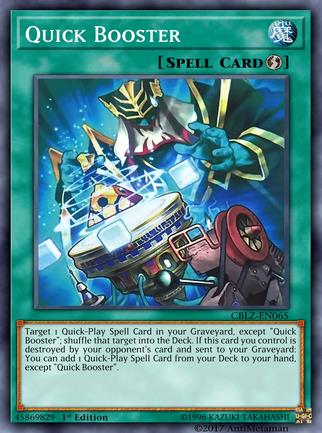 Quick Booster
[Spell Card]
CBLZ-EN065
Target 1 Quick-Play Spell Card in your Graveyard, except "Quick
Booster"; shuffle that target into the Deck. If this card you control is
destroyed by your opponent's card and sent to your Graveyard:
You can add 1 Quick-Play Spell Card from your Deck to your hand,
except "Quick Booster".
45869829 1st Edition ©1996 KAZUKI TAKAHASHI
©2017 AntiMetaman